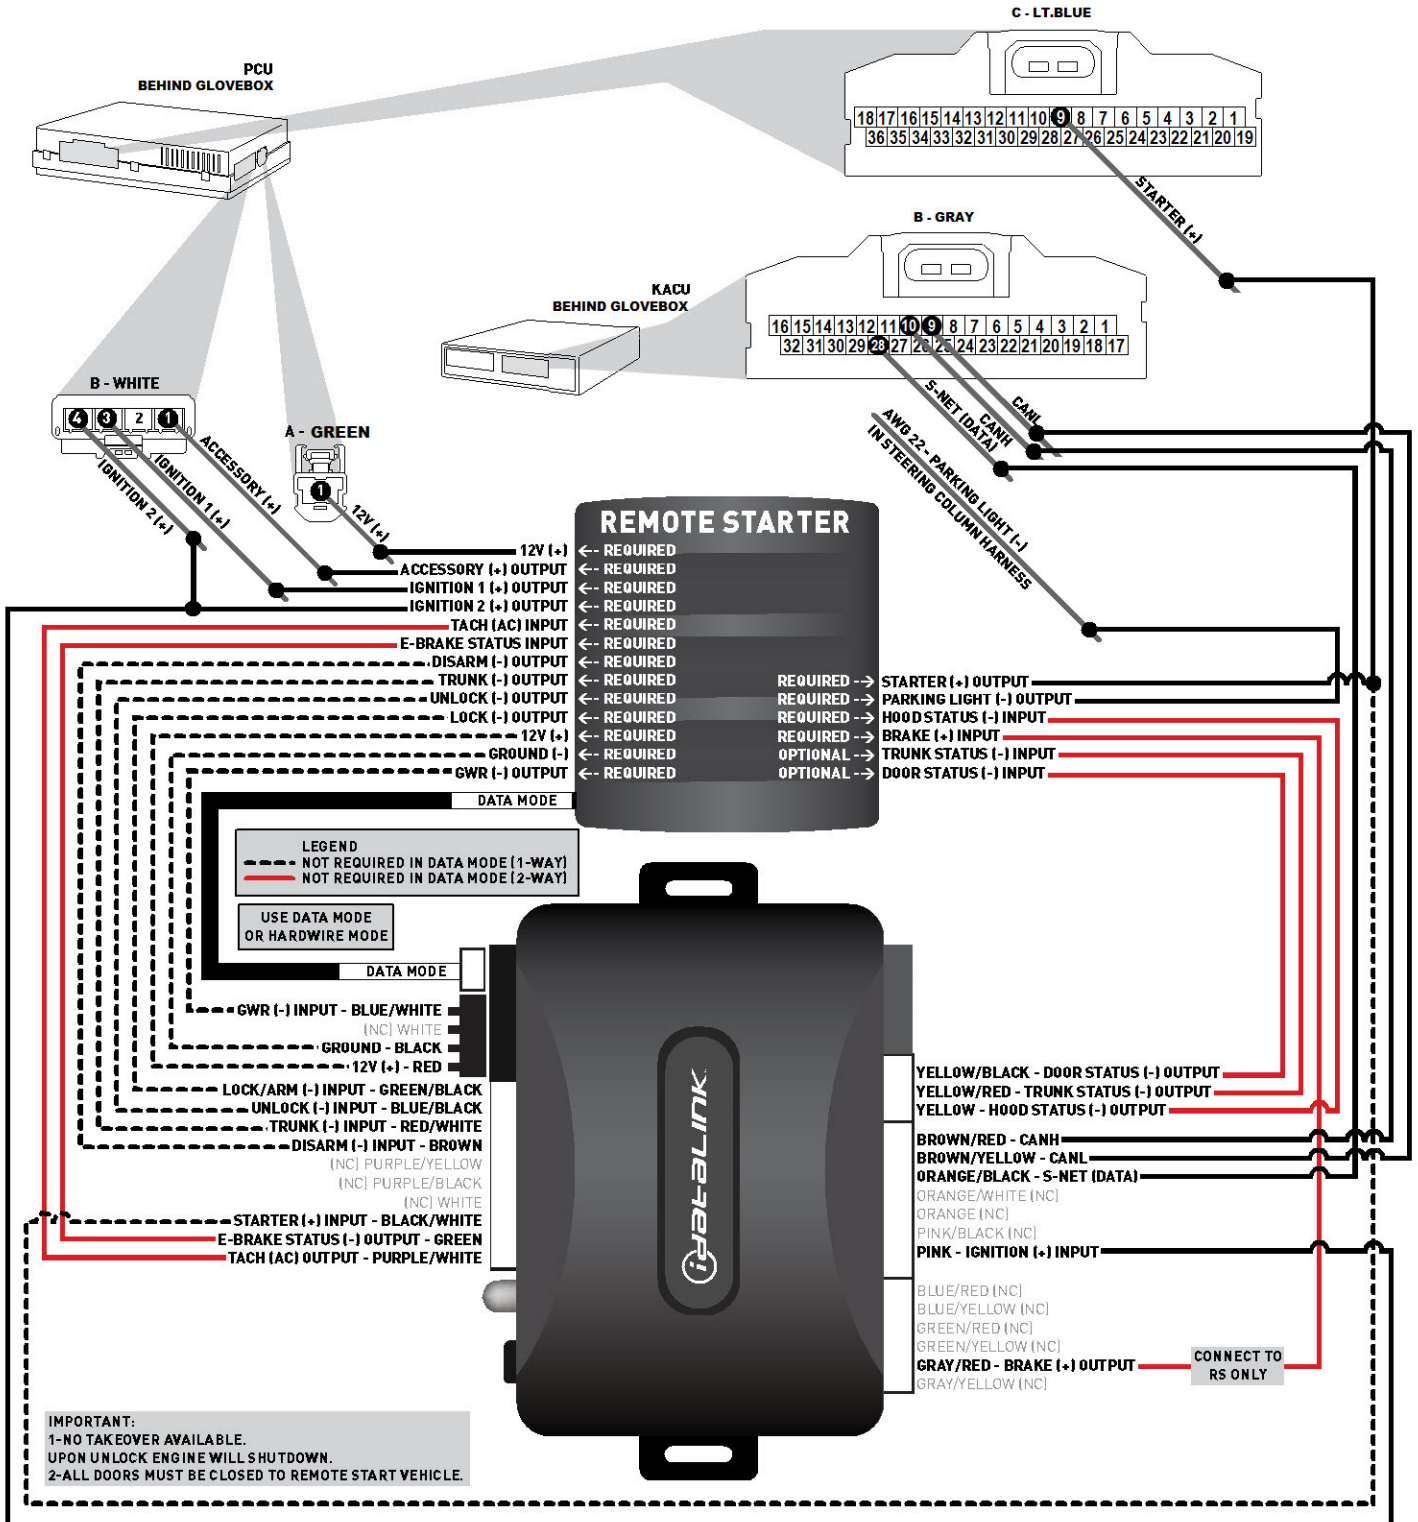 C - LT.BLUE
PCU
BEHIND GLOVEBOX
18 17 16 15 14 13 12 11 10 9 8 7 6 5 4 3 2 1
36 35 34 33 32 31 30 29 28 27 26 25 24 23 22 21 20 19
STARTER (+)
B - GRAY
KACU
BEHIND GLOVEBOX
16 15 14 13 12 11 10 9 8 7 6 5 4 3 2 1
32 31 30 29 28 27 26 25 24 23 22 21 20 19 18 17
B - WHITE
4 3 2 1
A - GREEN
1
IGNITION 2 (+)
IGNITION 1 (+)
ACCESSORY (+)
12V (+)
S-NET (DATA)
CANH
CANL
AWG 22 - PARKING LIGHT (-)
IN STEERING COLUMN HARNESS
REMOTE STARTER
12V (+) <-- REQUIRED
ACCESSORY (+) OUTPUT <-- REQUIRED
IGNITION 1 (+) OUTPUT <-- REQUIRED
IGNITION 2 (+) OUTPUT <-- REQUIRED
TACH (AC) INPUT <-- REQUIRED
E-BRAKE STATUS INPUT <-- REQUIRED
DISARM (-) OUTPUT <-- REQUIRED
TRUNK (-) OUTPUT <-- REQUIRED
UNLOCK (-) OUTPUT <-- REQUIRED
LOCK (-) OUTPUT <-- REQUIRED
12V (+) <-- REQUIRED
GROUND (-) <-- REQUIRED
GWR (-) OUTPUT <-- REQUIRED
REQUIRED --> STARTER (+) OUTPUT
REQUIRED --> PARKING LIGHT (-) OUTPUT
REQUIRED --> HOOD STATUS (-) INPUT
REQUIRED --> BRAKE (+) INPUT
OPTIONAL --> TRUNK STATUS (-) INPUT
OPTIONAL --> DOOR STATUS (-) INPUT
DATA MODE
LEGEND
NOT REQUIRED IN DATA MODE (1-WAY)
NOT REQUIRED IN DATA MODE (2-WAY)
USE DATA MODE
OR HARDWIRE MODE
DATA MODE
GWR (-) INPUT - BLUE/WHITE
(NC) WHITE
GROUND - BLACK
12V (+) - RED
LOCK/ARM (-) INPUT - GREEN/BLACK
UNLOCK (-) INPUT - BLUE/BLACK
TRUNK (-) INPUT - RED/WHITE
DISARM (-) INPUT - BROWN
(NC) PURPLE/YELLOW
(NC) PURPLE/BLACK
(NC) WHITE
STARTER (+) INPUT - BLACK/WHITE
E-BRAKE STATUS (-) OUTPUT - GREEN
TACH (AC) OUTPUT - PURPLE/WHITE
idatalink
YELLOW/BLACK - DOOR STATUS (-) OUTPUT
YELLOW/RED - TRUNK STATUS (-) OUTPUT
YELLOW - HOOD STATUS (-) OUTPUT
BROWN/RED - CANH
BROWN/YELLOW - CANL
ORANGE/BLACK - S-NET (DATA)
ORANGE/WHITE (NC)
ORANGE (NC)
PINK/BLACK (NC)
PINK - IGNITION (+) INPUT
BLUE/RED (NC)
BLUE/YELLOW (NC)
GREEN/RED (NC)
GREEN/YELLOW (NC)
GRAY/RED - BRAKE (+) OUTPUT
GRAY/YELLOW (NC)
CONNECT TO
RS ONLY
IMPORTANT:
1-NO TAKEOVER AVAILABLE.
UPON UNLOCK ENGINE WILL SHUTDOWN.
2-ALL DOORS MUST BE CLOSED TO REMOTE START VEHICLE.